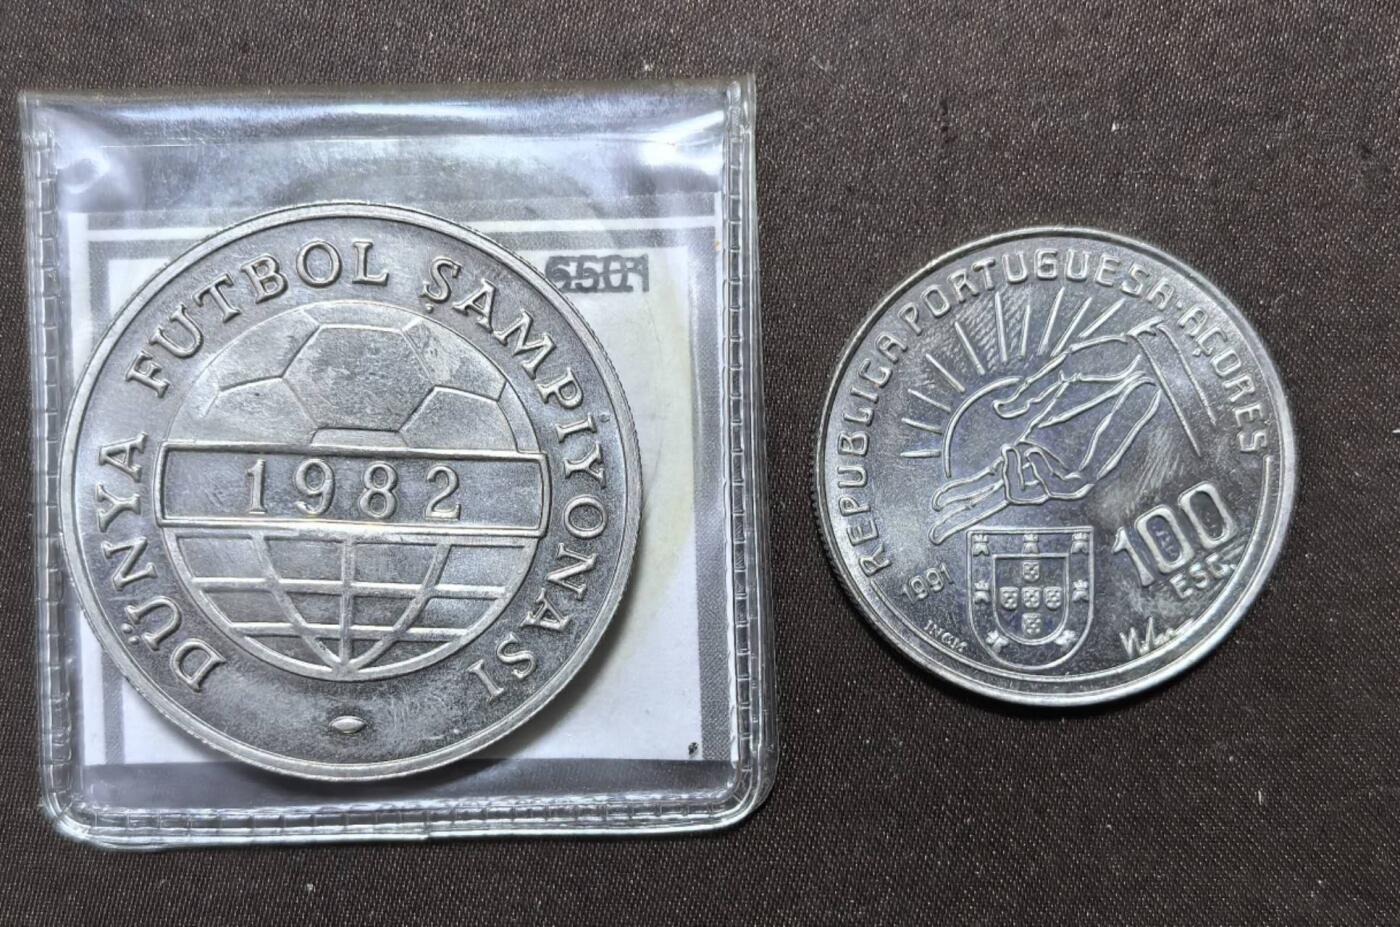 DÜNYA FUTBOL ŞAMPİYONASI
1982
REPUBLICA PORTUGUESA·AÇORES
100
ESC.
1991
INCM